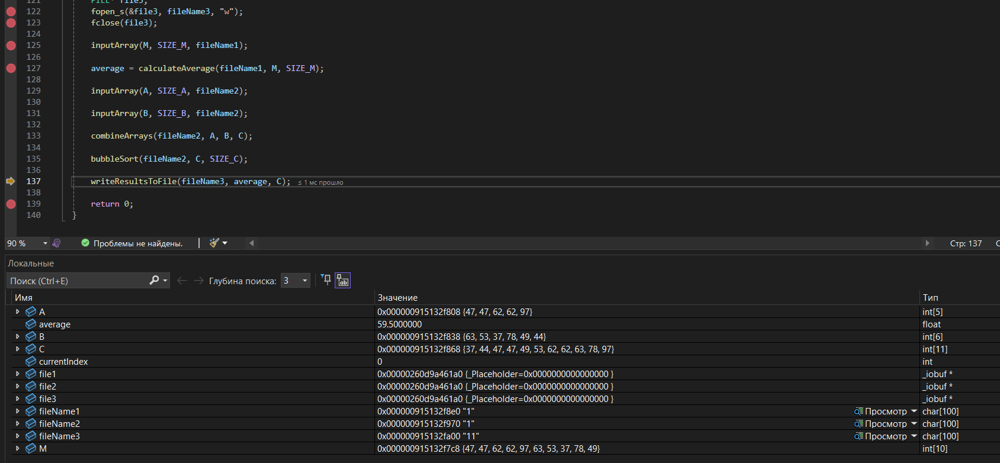 121 FILE* file3;
122 fopen_s(&file3, fileName3, "w");
123 fclose(file3);
124
125 inputArray(M, SIZE_M, fileName1);
126
127 average = calculateAverage(fileName1, M, SIZE_M);
128
129 inputArray(A, SIZE_A, fileName2);
130
131 inputArray(B, SIZE_B, fileName2);
132
133 combineArrays(fileName2, A, B, C);
134
135 bubbleSort(fileName2, C, SIZE_C);
136
137 writeResultsToFile(fileName3, average, C); ≤ 1 мс прошло
138
139 return 0;
140 }
90 % Проблемы не найдены. Стр: 137 С
Локальные
Поиск (Ctrl+E) Глубина поиска: 3
Имя Значение Тип
A 0x000000915132f808 {47, 47, 62, 62, 97} int[5]
average 59.5000000 float
B 0x000000915132f838 {63, 53, 37, 78, 49, 44} int[6]
C 0x000000915132f868 {37, 44, 47, 47, 49, 53, 62, 62, 63, 78, 97} int[11]
currentIndex 0 int
file1 0x00000260d9a461a0 {_Placeholder=0x0000000000000000 } _iobuf *
file2 0x00000260d9a461a0 {_Placeholder=0x0000000000000000 } _iobuf *
file3 0x00000260d9a461a0 {_Placeholder=0x0000000000000000 } _iobuf *
fileName1 0x000000915132f8e0 "1" Просмотр char[100]
fileName2 0x000000915132f970 "1" Просмотр char[100]
fileName3 0x000000915132fa00 "11" Просмотр char[100]
M 0x000000915132f7c8 {47, 47, 62, 62, 97, 63, 53, 37, 78, 49} int[10]